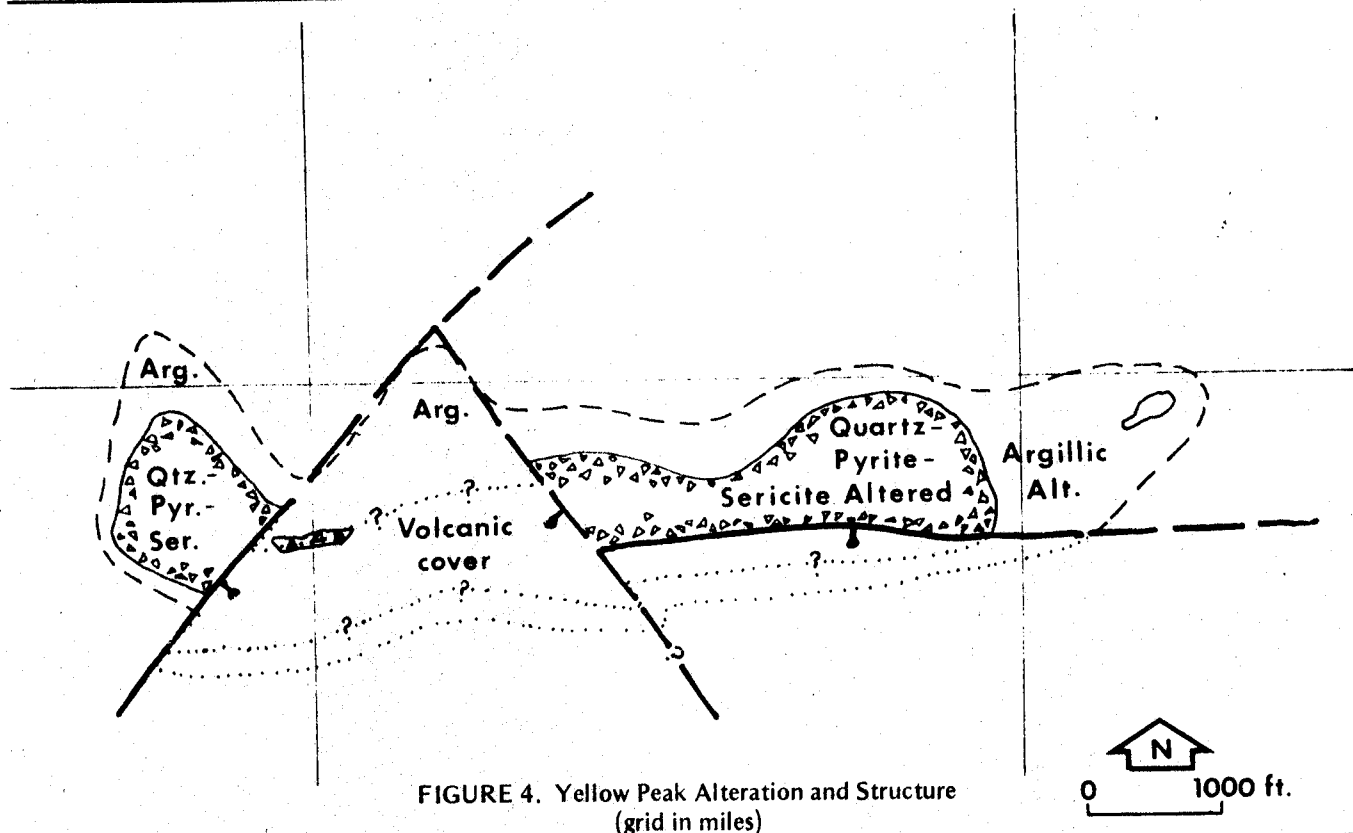 Arg.
Arg.
Qtz.-
Pyr.-
Ser.
?
?
Volcanic
cover
?
?
Quartz-
Pyrite-
Sericite Altered
Argillic
Alt.
?
?
N
0 1000 ft.
FIGURE 4. Yellow Peak Alteration and Structure
(grid in miles)